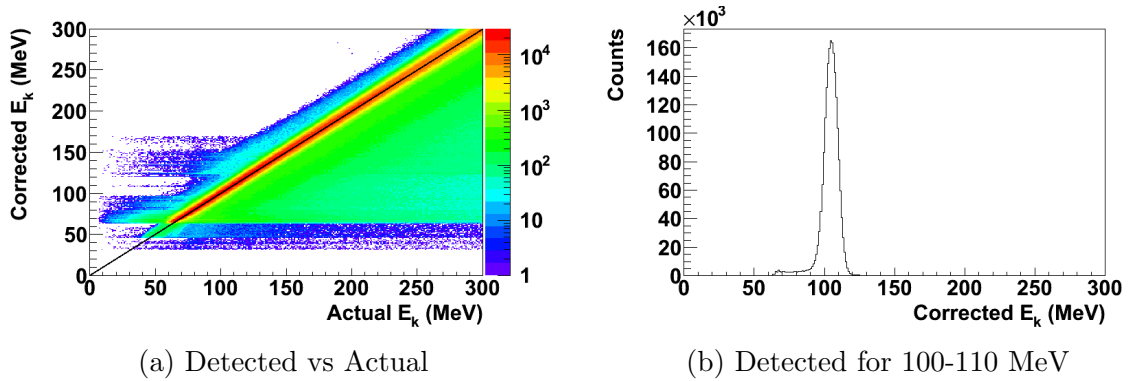 300
250
200
150
100
50
0
Corrected E_k (MeV)
0 50 100 150 200 250 300
Actual E_k (MeV)
10^4
10^3
10^2
10
1
(a) Detected vs Actual
×10^3
160
140
120
100
80
60
40
20
0
Counts
0 50 100 150 200 250 300
Corrected E_k (MeV)
(b) Detected for 100-110 MeV